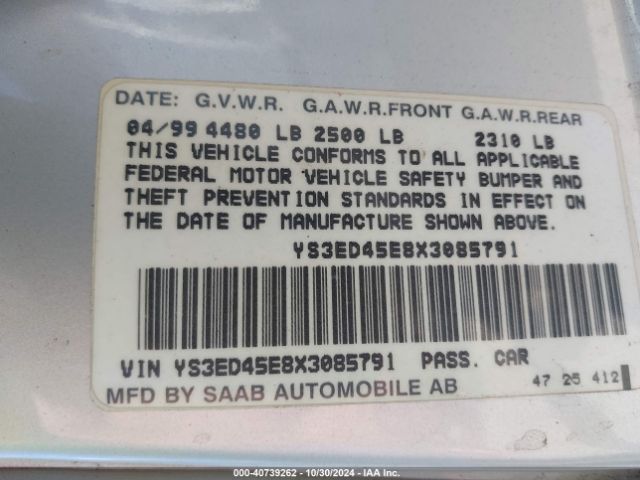 DATE: G.V.W.R. G.A.W.R.FRONT G.A.W.R.REAR
04/99 4480 LB 2500 LB 2310 LB
THIS VEHICLE CONFORMS TO ALL APPLICABLE
FEDERAL MOTOR VEHICLE SAFETY BUMPER AND
THEFT PREVENTION STANDARDS IN EFFECT ON
THE DATE OF MANUFACTURE SHOWN ABOVE.
YS3ED45E8X3085791
VIN YS3ED45E8X3085791 PASS. CAR
47 25 412
MFD BY SAAB AUTOMOBILE AB
000-40739262 - 10/30/2024 - IAA Inc.